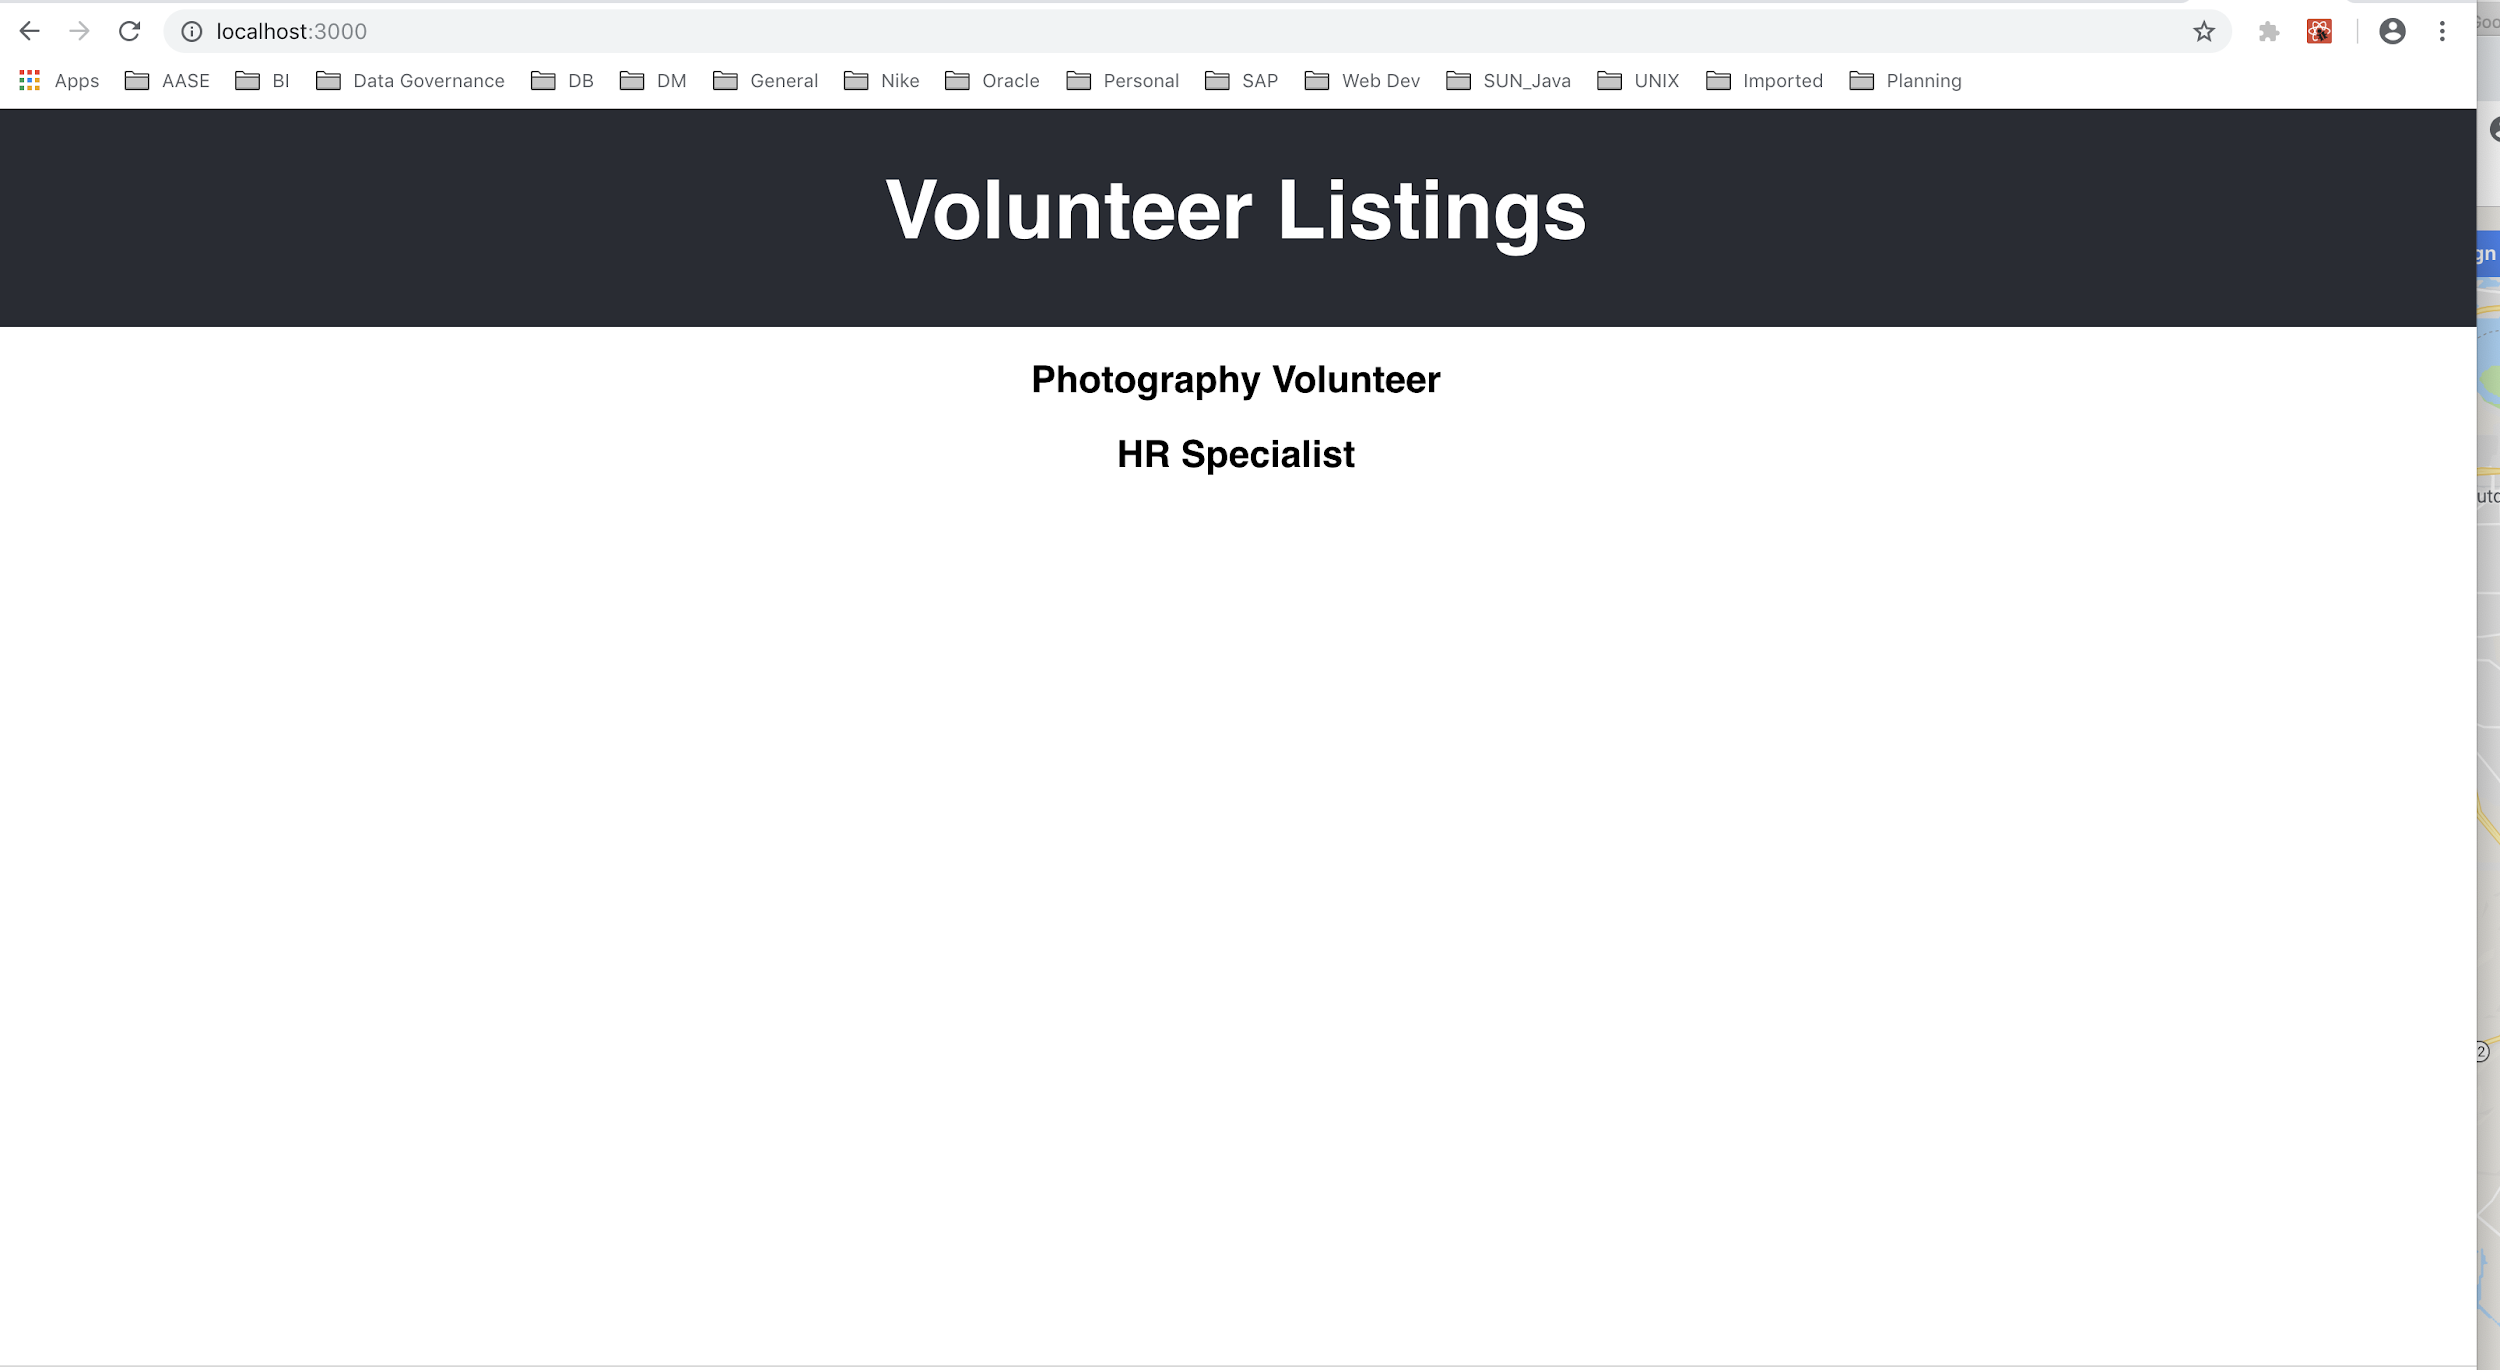 localhost:3000
Apps AASE BI Data Governance DB DM General Nike Oracle Personal SAP Web Dev SUN_Java UNIX Imported Planning
Volunteer Listings
Photography Volunteer
HR Specialist
2